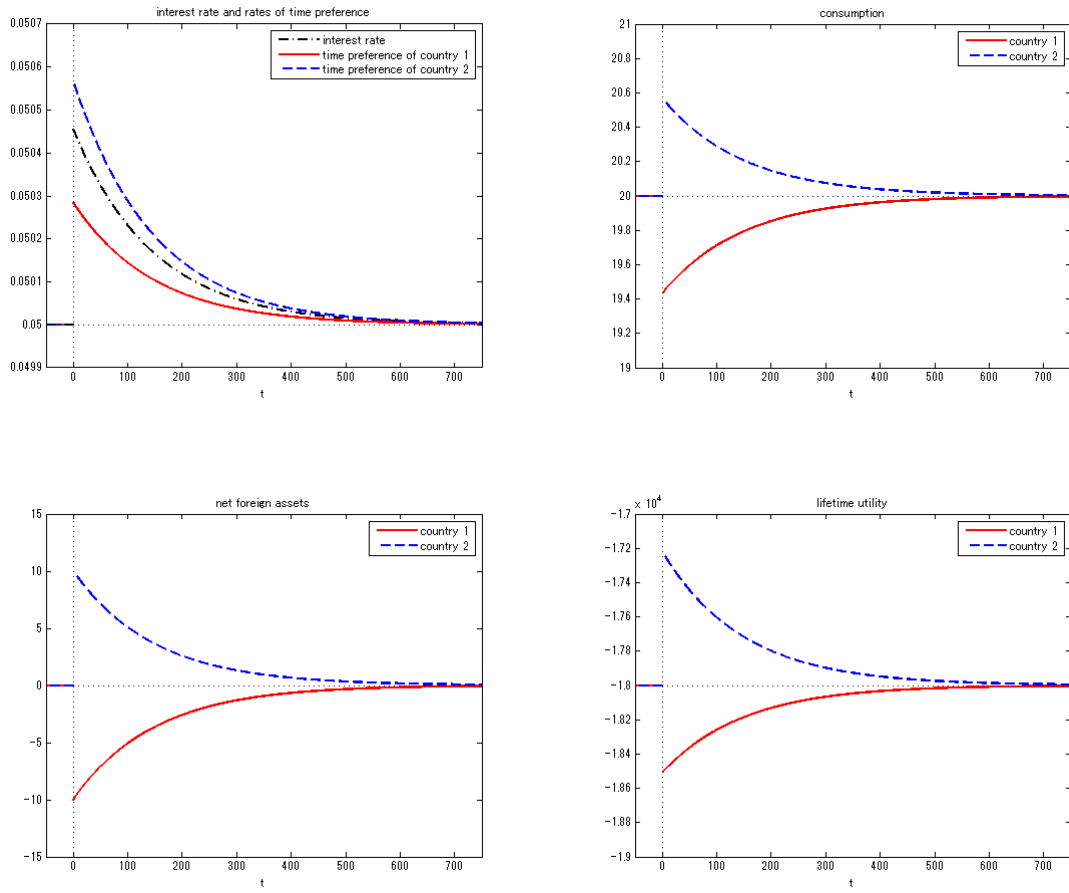 interest rate and rates of time preference
0.0507
0.0506
0.0505
0.0504
0.0503
0.0502
0.0501
0.05
0.0499
interest rate
time preference of country 1
time preference of country 2
0 100 200 300 400 500 600 700
t
consumption
21
20.8
20.6
20.4
20.2
20
19.8
19.6
19.4
19.2
19
country 1
country 2
0 100 200 300 400 500 600 700
t
net foreign assets
15
10
5
0
-5
-10
-15
country 1
country 2
0 100 200 300 400 500 600 700
t
lifetime utility
x 10^4
-1.7
-1.72
-1.74
-1.76
-1.78
-1.8
-1.82
-1.84
-1.86
-1.88
-1.9
country 1
country 2
0 100 200 300 400 500 600 700
t